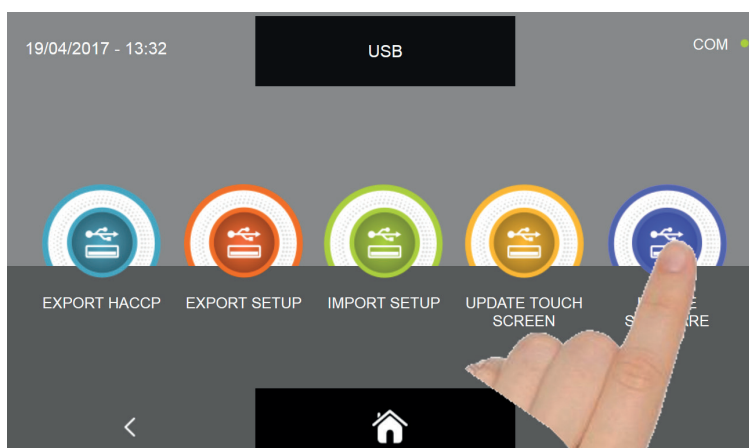 19/04/2017 - 13:32
USB
COM
EXPORT HACCP
EXPORT SETUP
IMPORT SETUP
UPDATE TOUCH
SCREEN